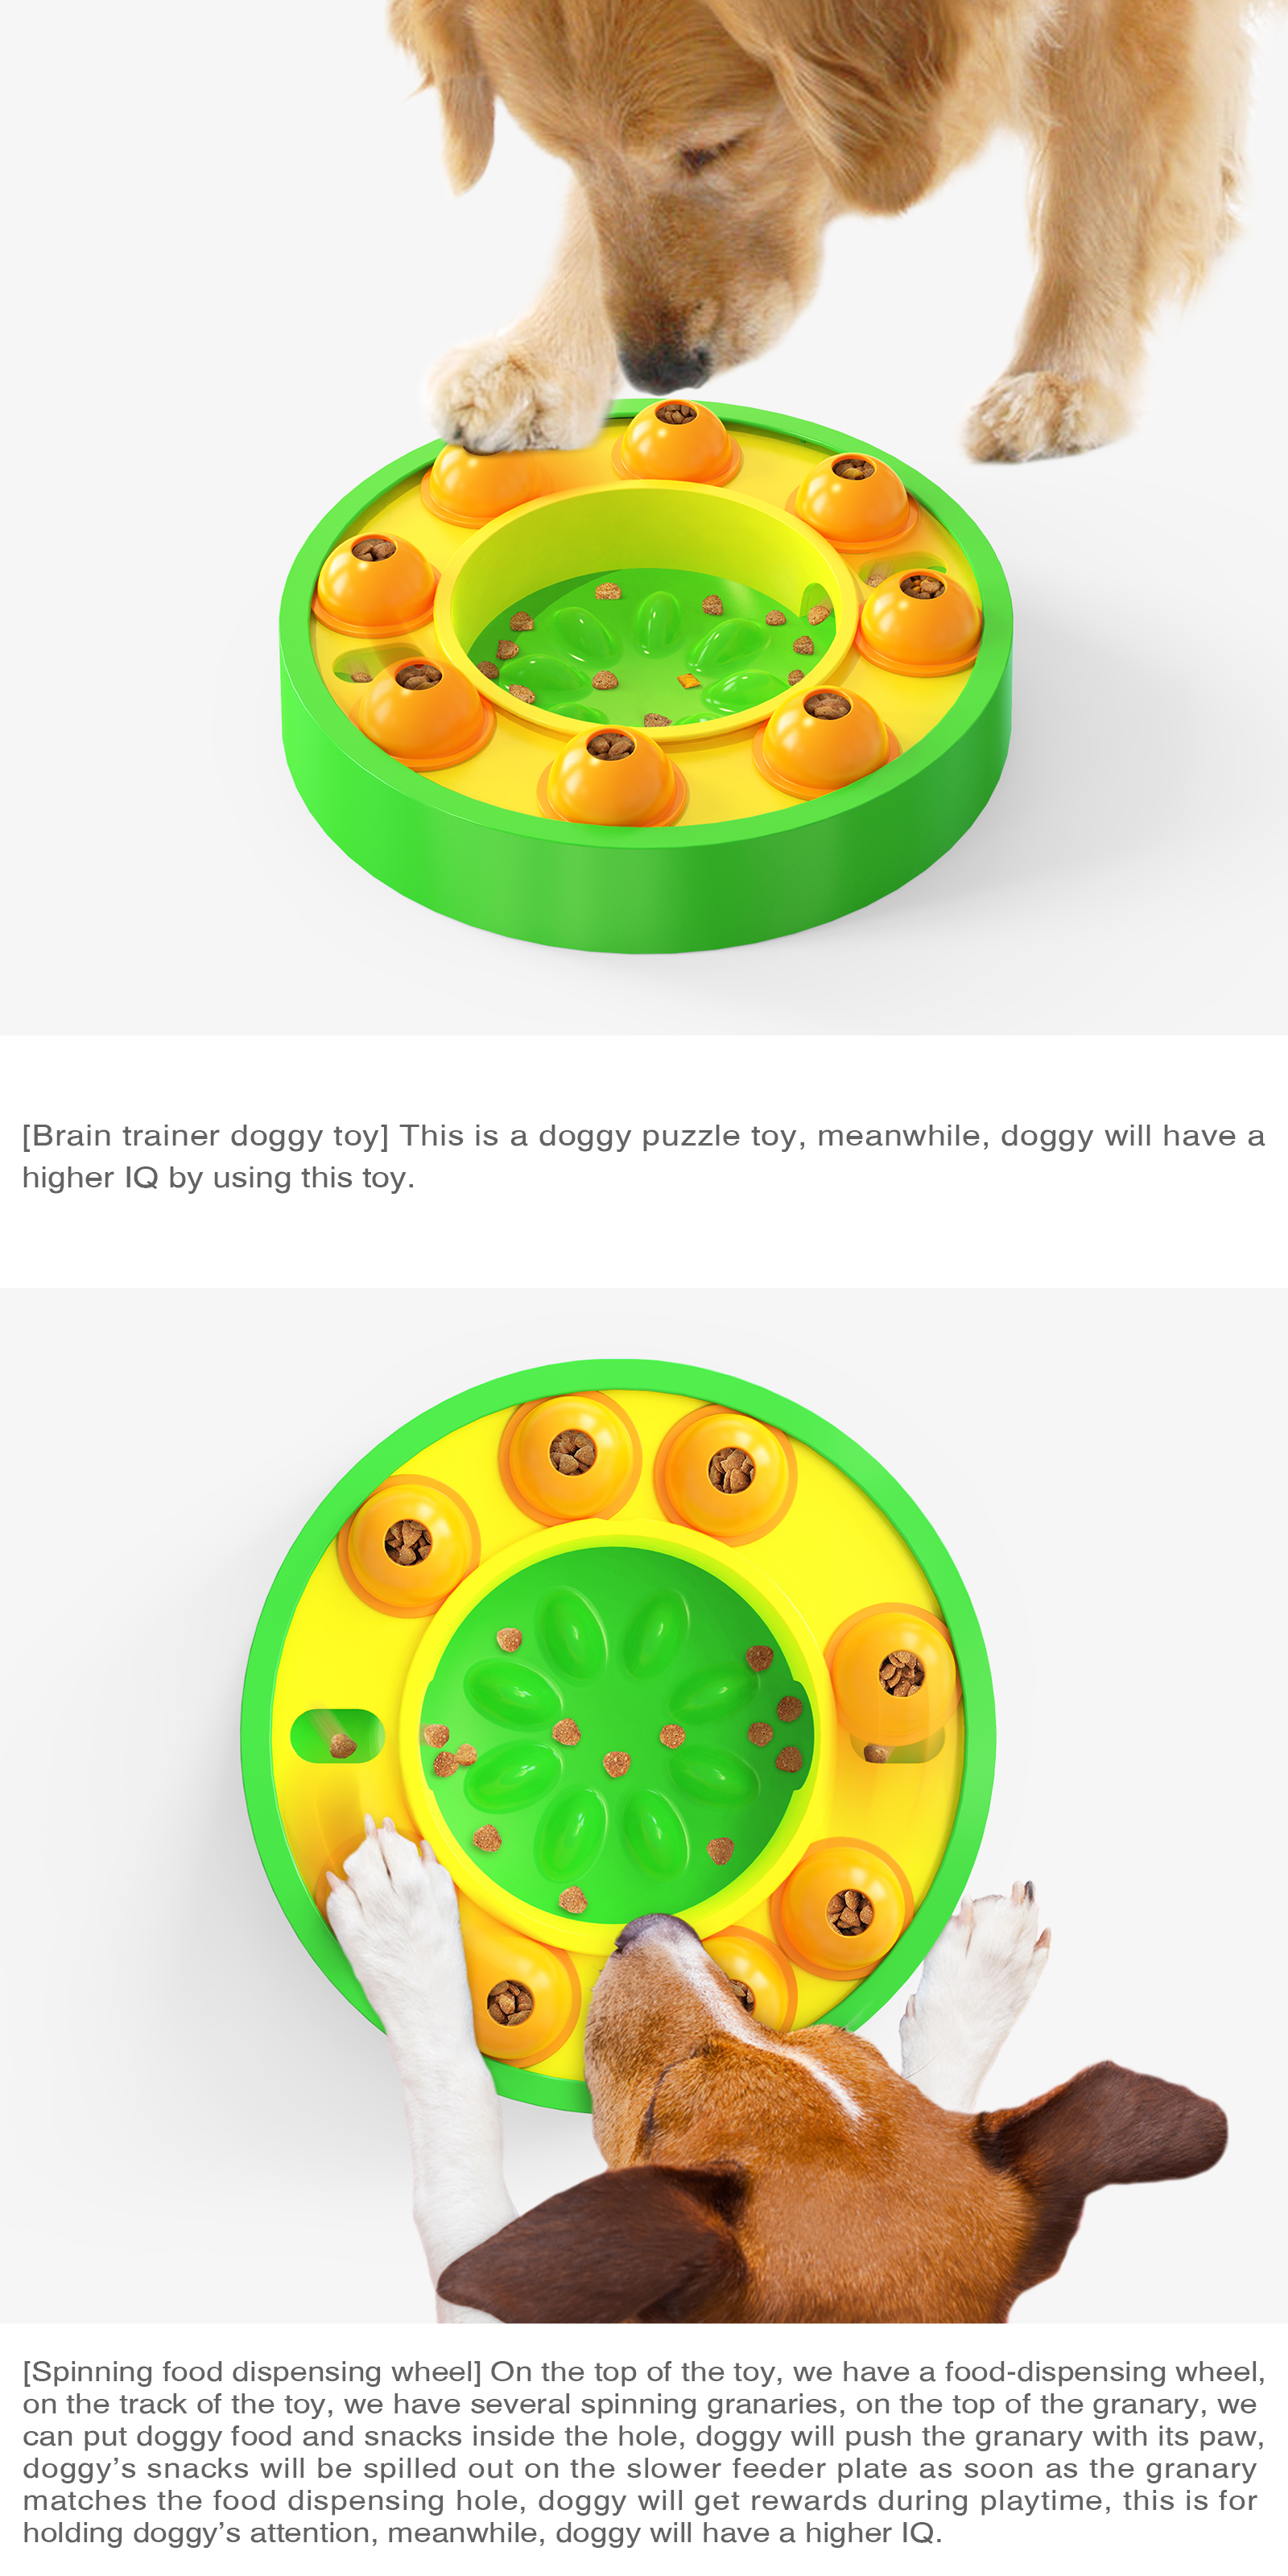 [Brain trainer doggy toy] This is a doggy puzzle toy, meanwhile, doggy will have a
higher IQ by using this toy.
[Spinning food dispensing wheel] On the top of the toy, we have a food-dispensing wheel,
on the track of the toy, we have several spinning granaries, on the top of the granary, we
can put doggy food and snacks inside the hole, doggy will push the granary with its paw,
doggy’s snacks will be spilled out on the slower feeder plate as soon as the granary
matches the food dispensing hole, doggy will get rewards during playtime, this is for
holding doggy’s attention, meanwhile, doggy will have a higher IQ.